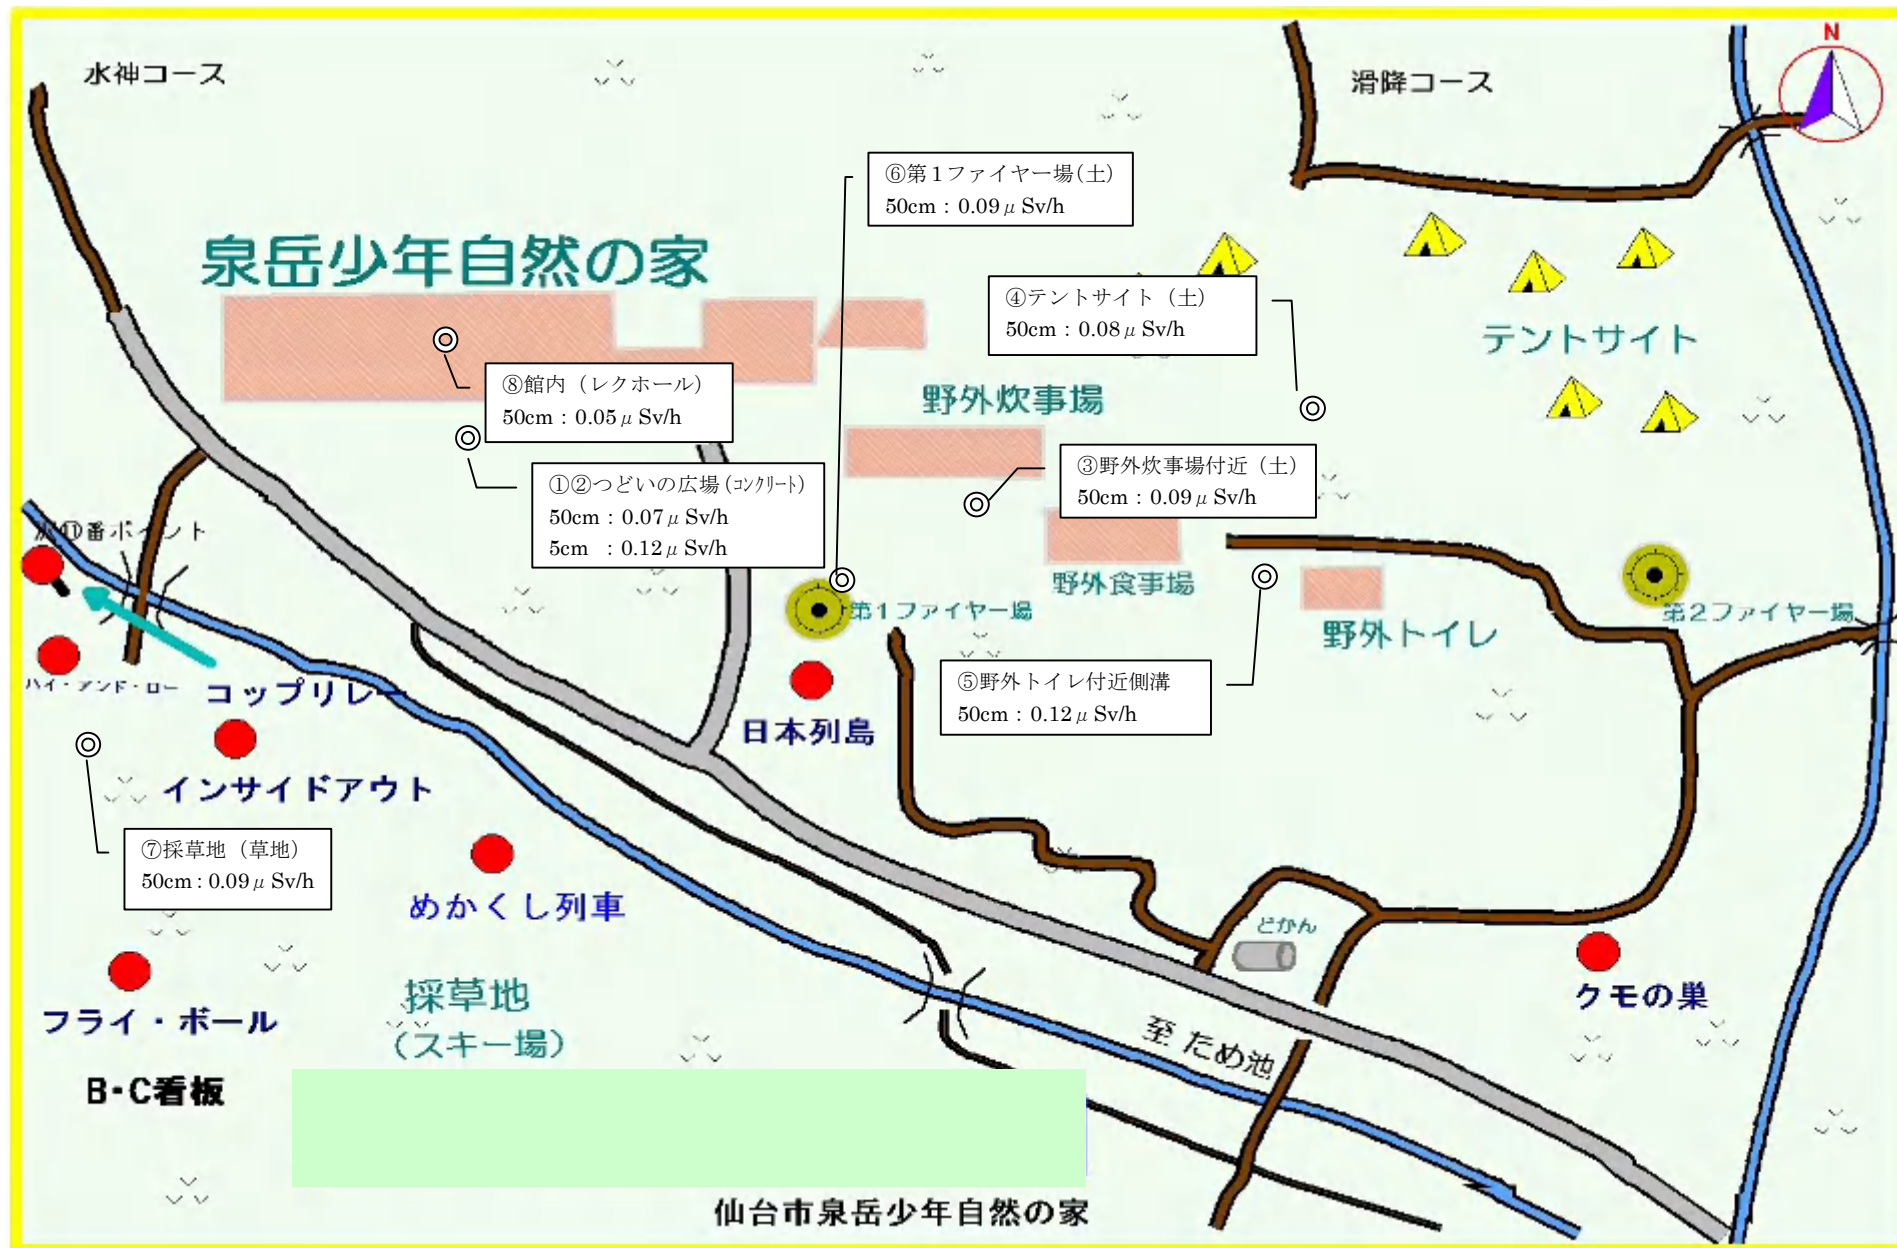 水神コース
滑降コース
N
⑥第1ファイヤー場(土)
50cm：0.09μSv/h
泉岳少年自然の家
④テントサイト（土）
50cm：0.08μSv/h
テントサイト
⑧館内（レクホール）
50cm：0.05μSv/h
野外炊事場
①②つどいの広場(コンクリート)
50cm：0.07μSv/h
5cm ：0.12μSv/h
③野外炊事場付近（土）
50cm：0.09μSv/h
⑪番ポイント
野外食事場
第1ファイヤー場
第2ファイヤー場
野外トイレ
ハイ・アンド・ロー
コップリレー
⑤野外トイレ付近側溝
50cm：0.12μSv/h
日本列島
インサイドアウト
⑦採草地（草地）
50cm：0.09μSv/h
めかくし列車
どかん
採草地
（スキー場）
クモの巣
フライ・ボール
至 ため池
B・C看板
仙台市泉岳少年自然の家